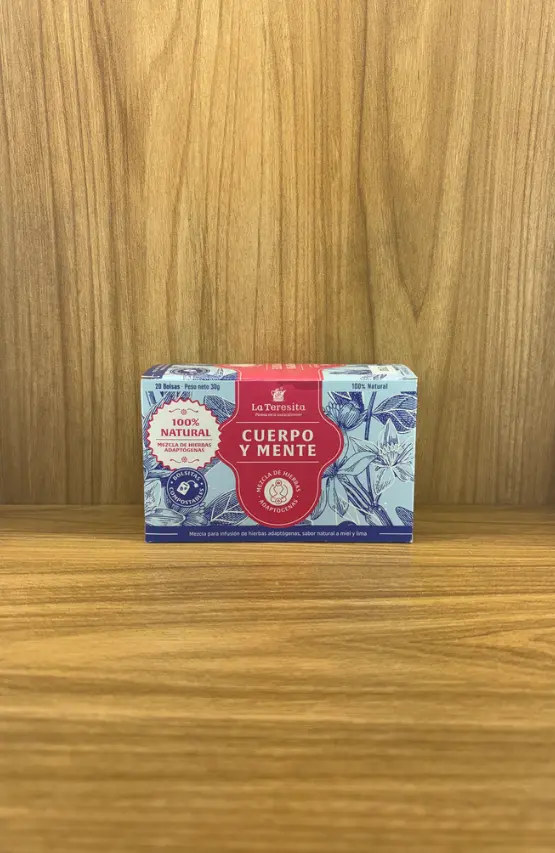 20 Bolsas · Peso neto 30g
100% Natural
La Teresita
100%
NATURAL
MEZCLA DE HIERBAS
ADAPTÓGENAS
CUERPO
Y MENTE
BOLSITAS
COMPOSTABLES
MEZCLA DE HIERBAS
ADAPTÓGENAS
Mezcla para infusión de hierbas adaptógenas, sabor natural a miel y lima